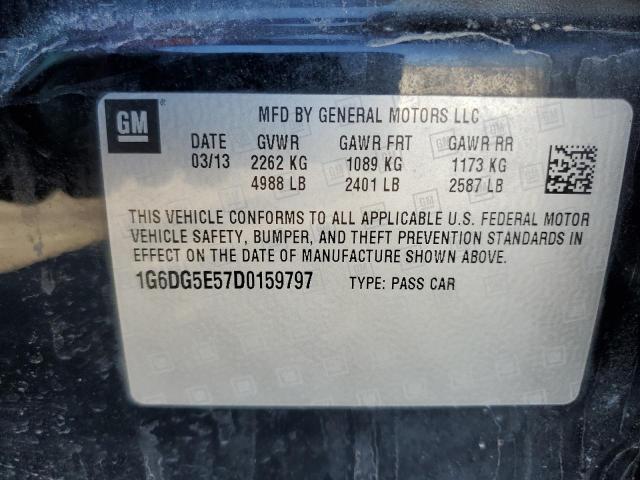 GM
MFD BY GENERAL MOTORS LLC
DATE GVWR GAWR FRT GAWR RR
03/13 2262 KG 1089 KG 1173 KG
4988 LB 2401 LB 2587 LB
THIS VEHICLE CONFORMS TO ALL APPLICABLE U.S. FEDERAL MOTOR
VEHICLE SAFETY, BUMPER, AND THEFT PREVENTION STANDARDS IN
EFFECT ON THE DATE OF MANUFACTURE SHOWN ABOVE.
1G6DG5E57D0159797 TYPE: PASS CAR